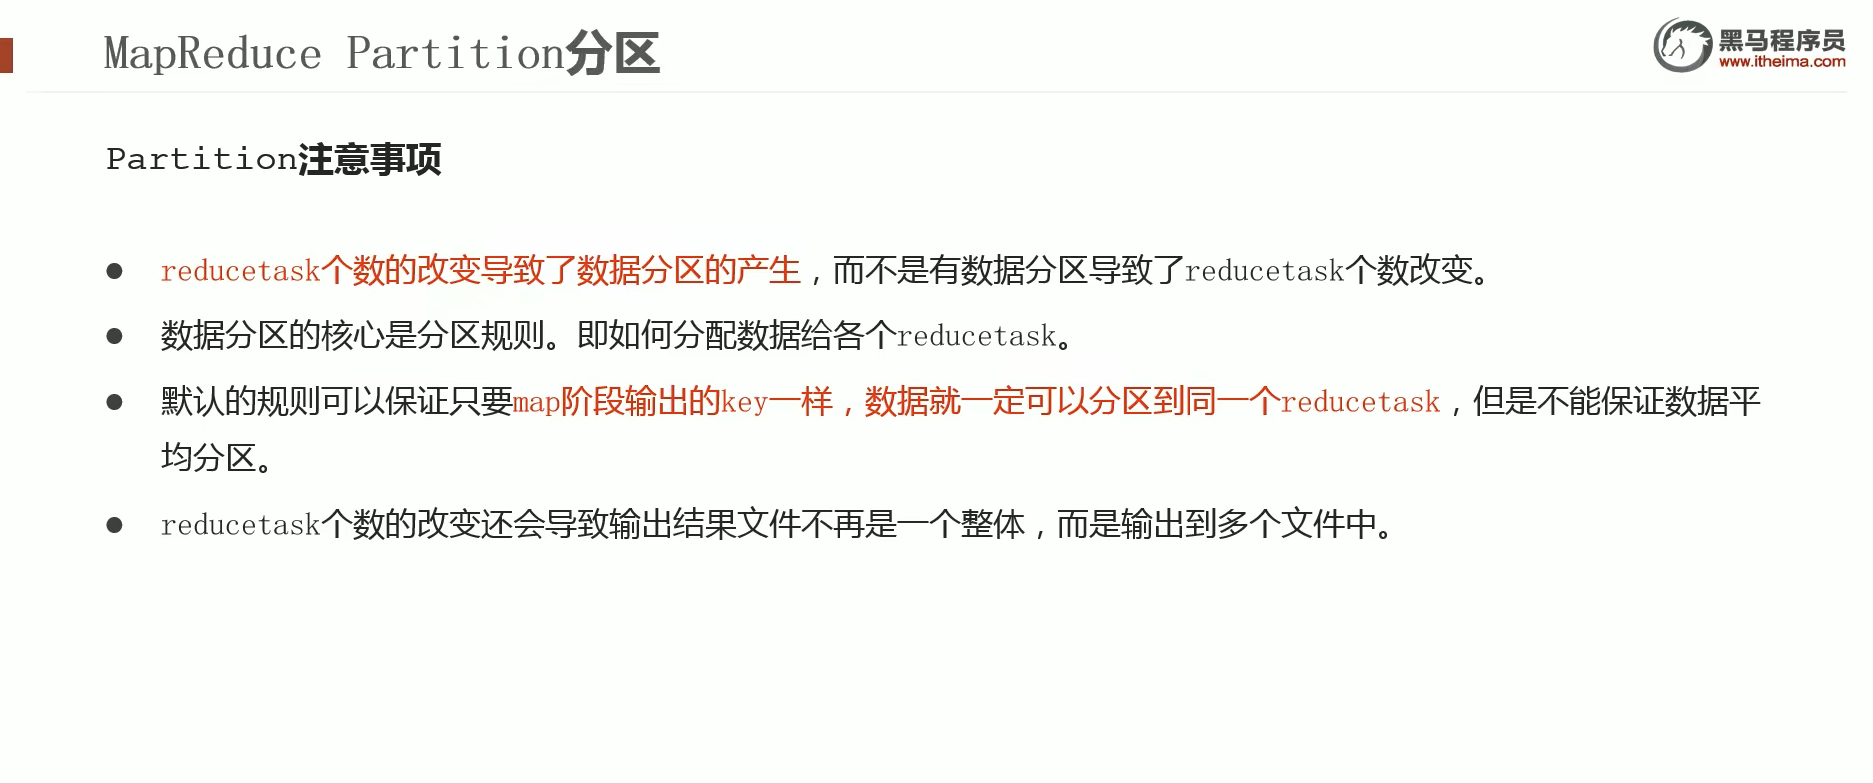 MapReduce Partition分区
黑马程序员
www.itheima.com
Partition注意事项
● reducetask个数的改变导致了数据分区的产生，而不是有数据分区导致了reducetask个数改变。
● 数据分区的核心是分区规则。即如何分配数据给各个reducetask。
● 默认的规则可以保证只要map阶段输出的key一样，数据就一定可以分区到同一个reducetask，但是不能保证数据平
均分区。
● reducetask个数的改变还会导致输出结果文件不再是一个整体，而是输出到多个文件中。